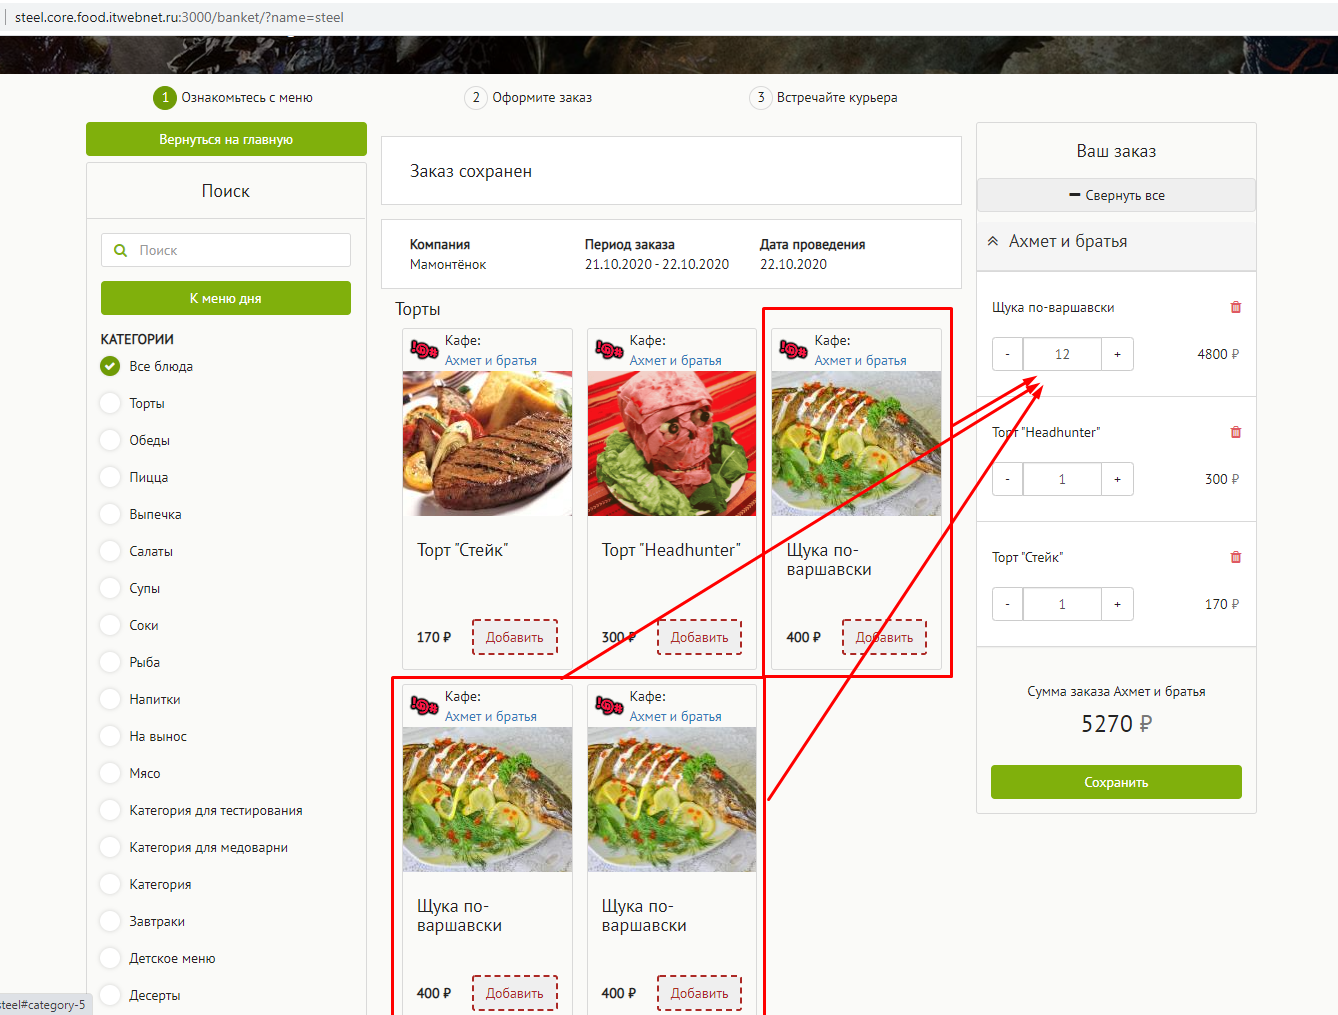 steel.core.food.itwebnet.ru:3000/banket/?name=steel
1 Ознакомьтесь с меню
2 Оформите заказ
3 Встречайте курьера
Вернуться на главную
Поиск
Поиск
К меню дня
КАТЕГОРИИ
Все блюда
Торты
Обеды
Пицца
Выпечка
Салаты
Супы
Соки
Рыба
Напитки
На вынос
Мясо
Категория для тестирования
Категория для медоварни
Категория
Завтраки
Детское меню
Десерты
teel#category-5
Заказ сохранен
Компания
Мамонтёнок
Период заказа
21.10.2020 - 22.10.2020
Дата проведения
22.10.2020
Торты
Кафе:
Ахмет и братья
Торт "Стейк"
170 ₽ Добавить
Кафе:
Ахмет и братья
Торт "Headhunter"
300 ₽ Добавить
Кафе:
Ахмет и братья
Щука по-
варшавски
400 ₽ Добавить
Кафе:
Ахмет и братья
Щука по-
варшавски
400 ₽ Добавить
Кафе:
Ахмет и братья
Щука по-
варшавски
400 ₽ Добавить
Ваш заказ
Свернуть все
Ахмет и братья
Щука по-варшавски
- 12 + 4800 ₽
Торт "Headhunter"
- 1 + 300 ₽
Торт "Стейк"
- 1 + 170 ₽
Сумма заказа Ахмет и братья
5270 ₽
Сохранить